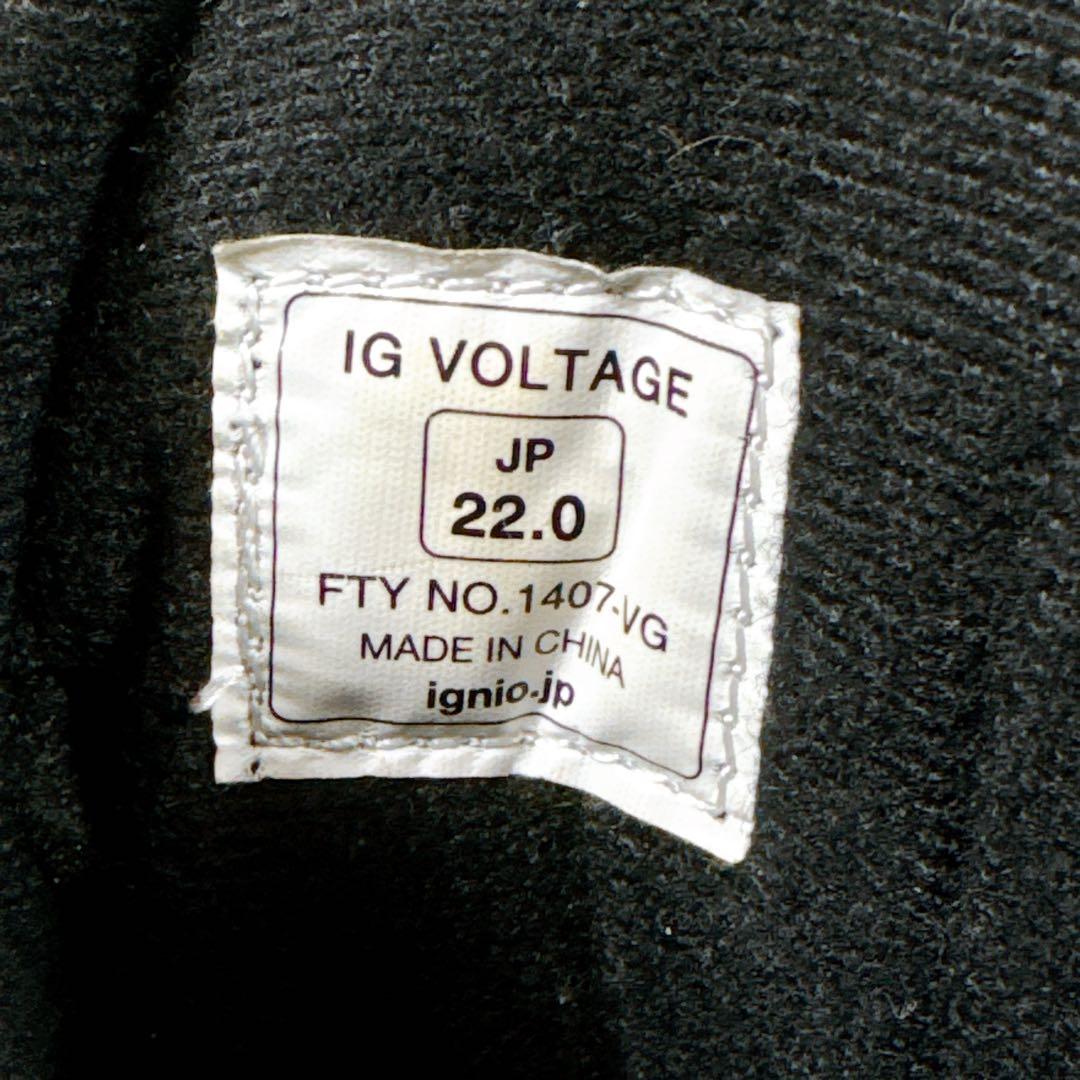 IG VOLTAGE
JP
22.0
FTY NO.1407-VG
MADE IN CHINA
ignio.jp